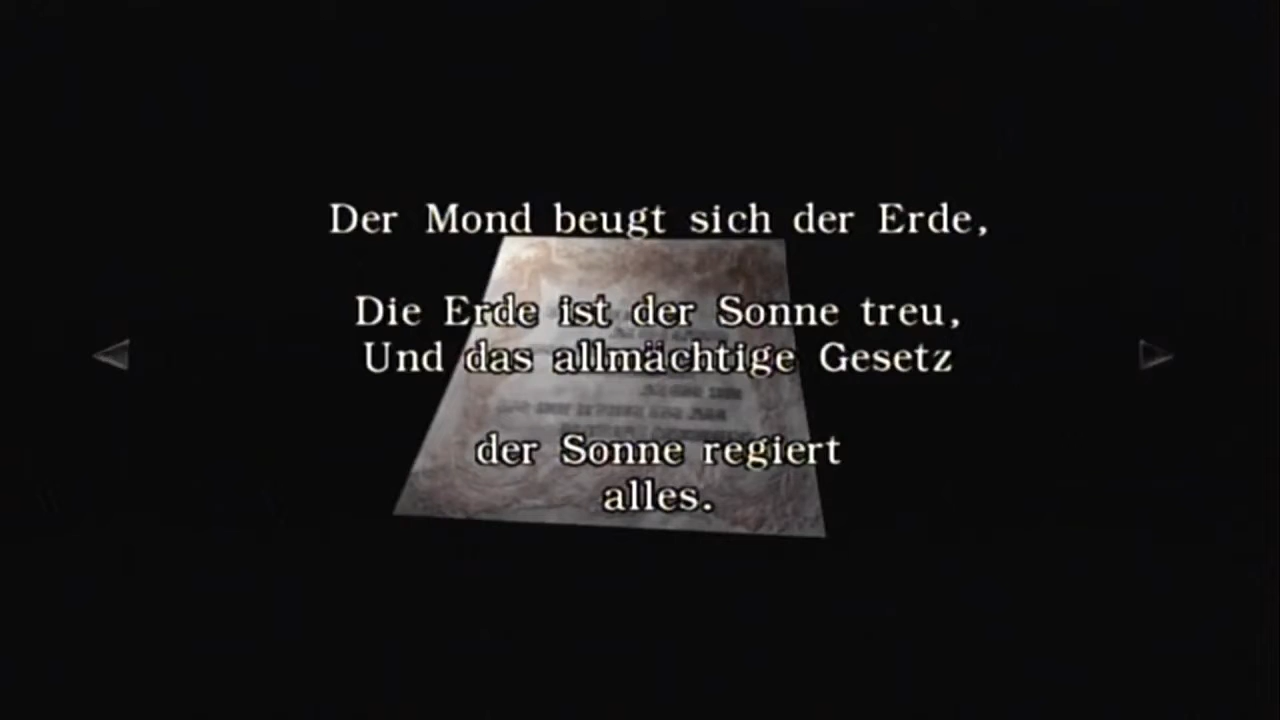 Der Mond beugt sich der Erde,
Die Erde ist der Sonne treu,
Und das allmächtige Gesetz
der Sonne regiert
alles.